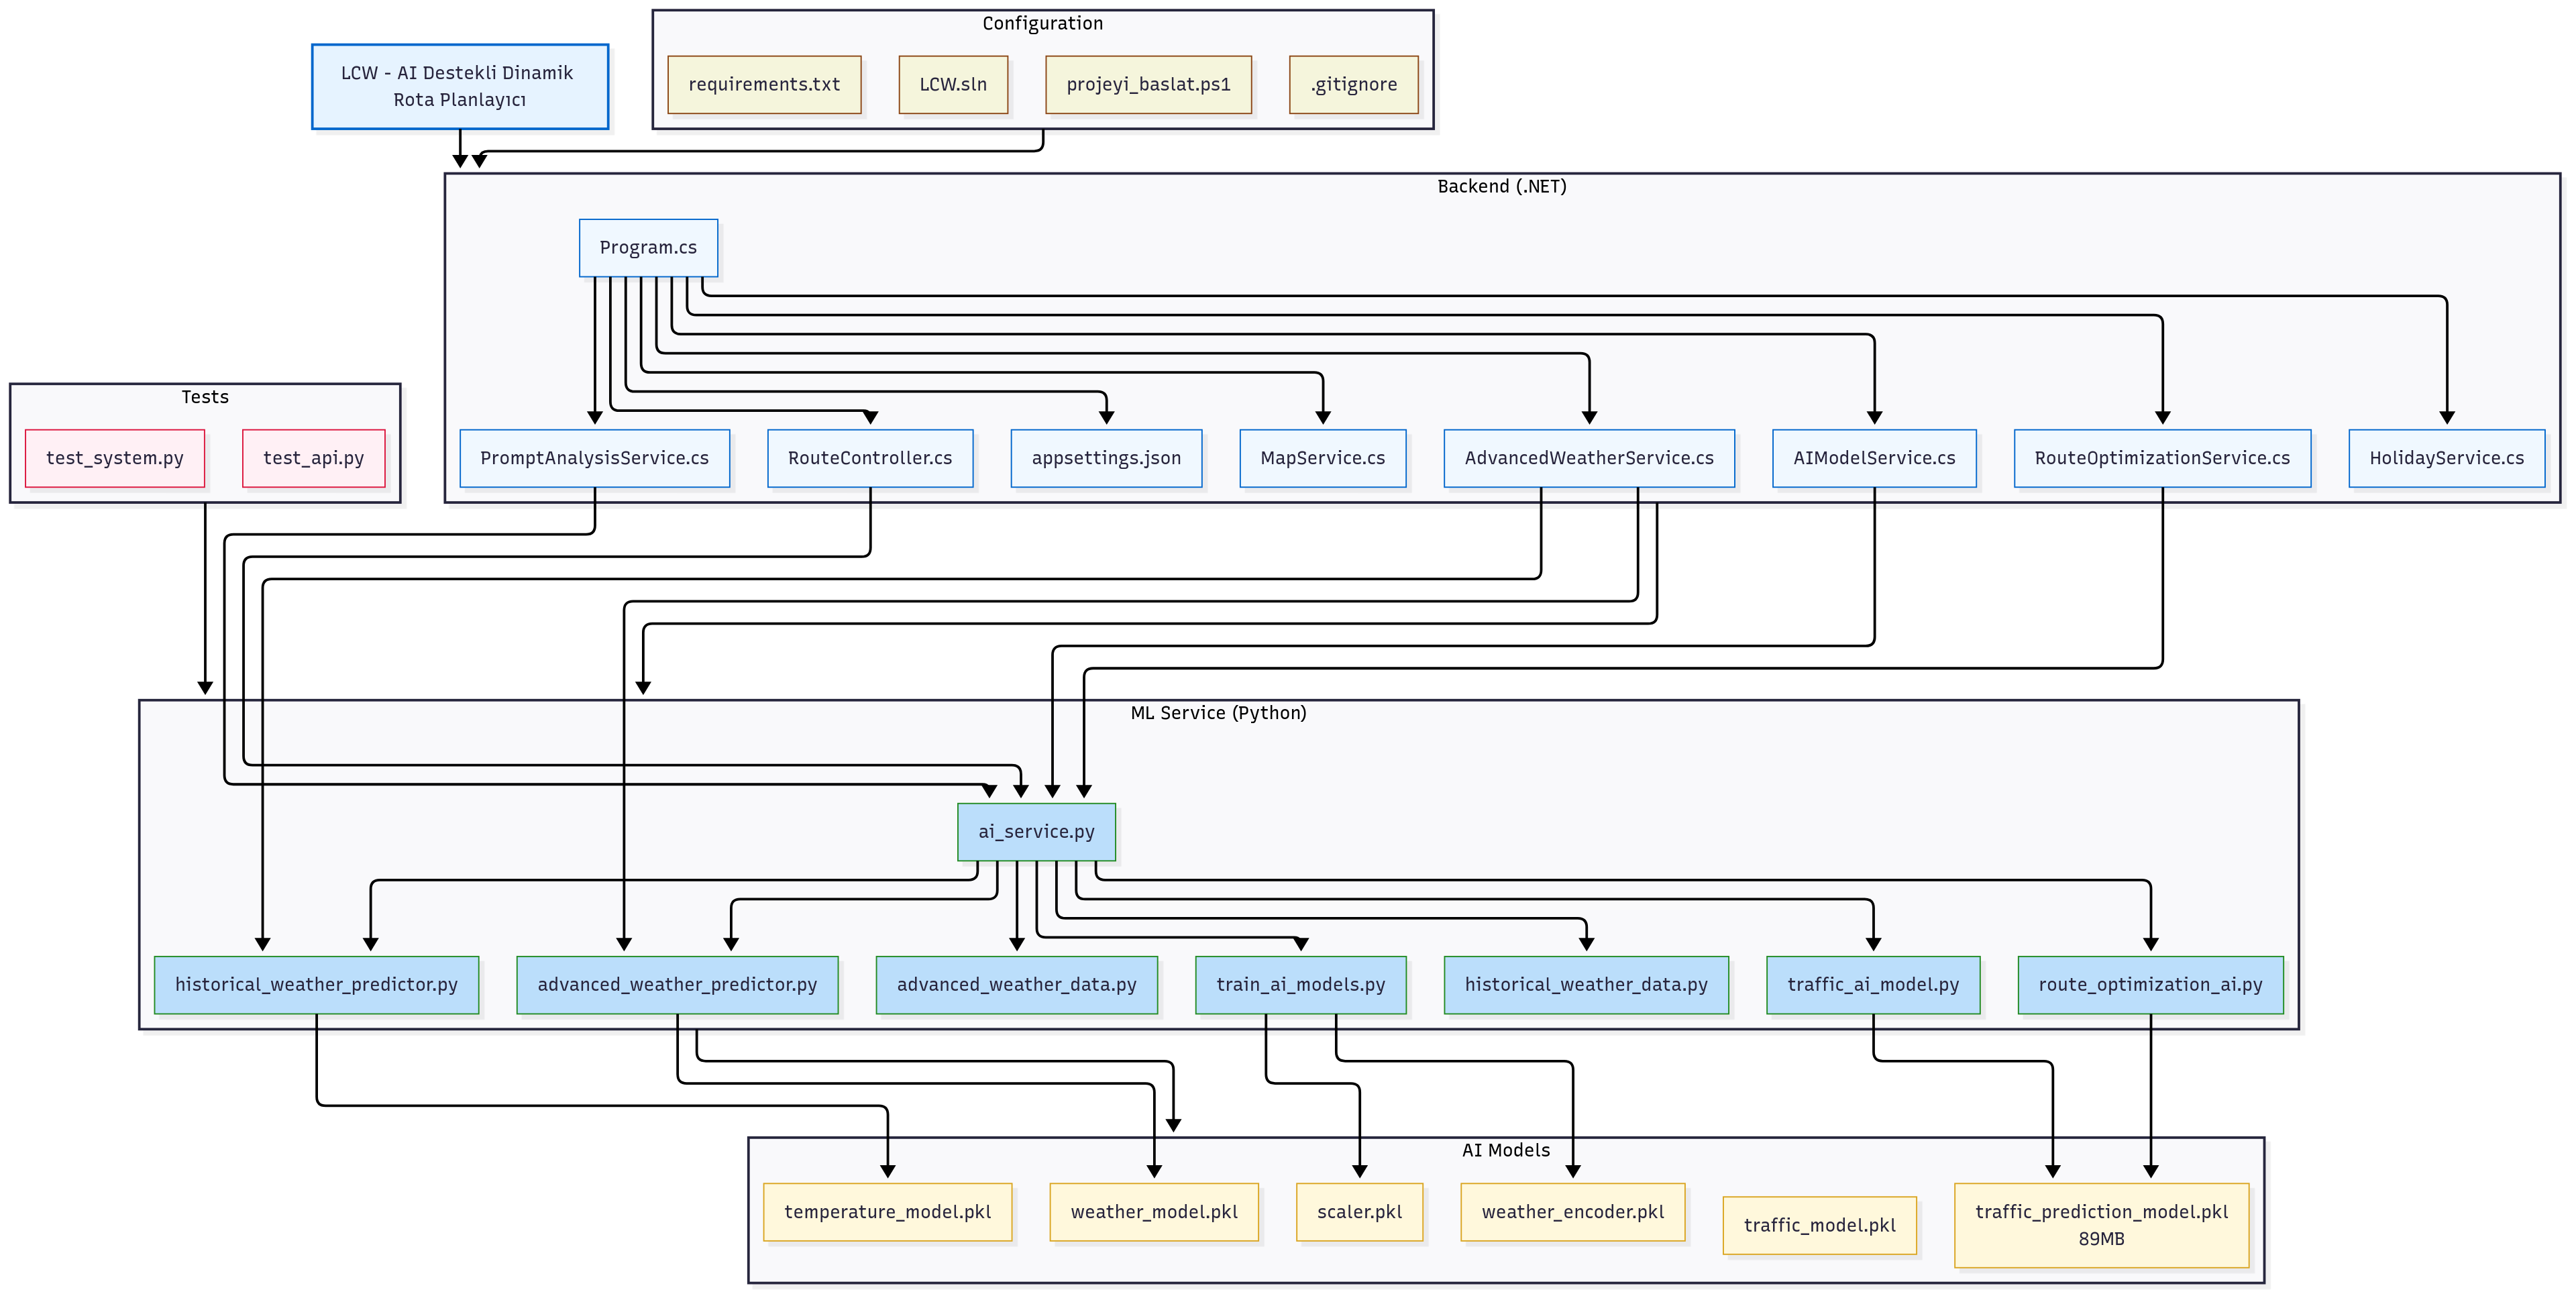 Configuration
LCW - AI Destekli Dinamik
Rota Planlayıcı
requirements.txt
LCW.sln
projeyi_baslat.ps1
.gitignore
Backend (.NET)
Program.cs
Tests
test_system.py
test_api.py
PromptAnalysisService.cs
RouteController.cs
appsettings.json
MapService.cs
AdvancedWeatherService.cs
AIModelService.cs
RouteOptimizationService.cs
HolidayService.cs
ML Service (Python)
ai_service.py
historical_weather_predictor.py
advanced_weather_predictor.py
advanced_weather_data.py
train_ai_models.py
historical_weather_data.py
traffic_ai_model.py
route_optimization_ai.py
AI Models
temperature_model.pkl
weather_model.pkl
scaler.pkl
weather_encoder.pkl
traffic_model.pkl
traffic_prediction_model.pkl
89MB